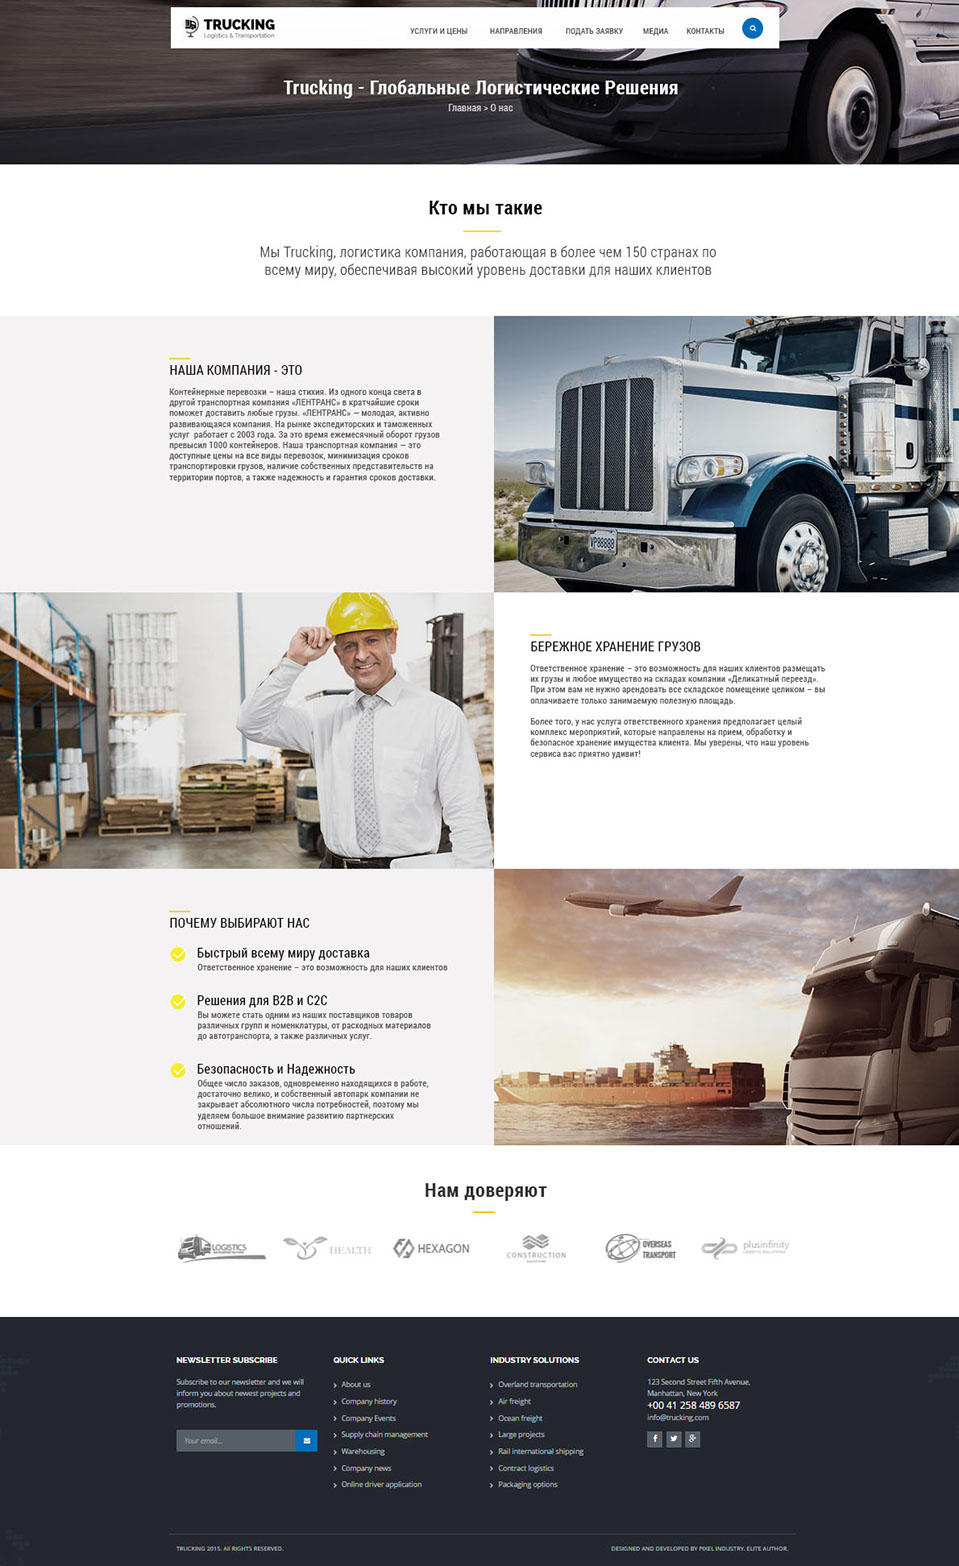 TRUCKING
Logistics & Transportation
УСЛУГИ И ЦЕНЫ
НАПРАВЛЕНИЯ
ПОДАТЬ ЗАЯВКУ
МЕДИА
КОНТАКТЫ
Trucking - Глобальные Логистические Решения
Главная > О нас
Кто мы такие
Мы Trucking, логистика компания, работающая в более чем 150 странах по
всему миру, обеспечивая высокий уровень доставки для наших клиентов
НАША КОМПАНИЯ - ЭТО
Контейнерные перевозки – наша стихия. Из одного конца света в
другой транспортная компания «ЛЕНТРАНС» в кратчайшие сроки
поможет доставить любые грузы. «ЛЕНТРАНС» — молодая, активно
развивающаяся компания. На рынке экспедиторских и таможенных
услуг работает с 2003 года. За это время ежемесячный оборот грузов
превысил 1000 контейнеров. Наша транспортная компания — это
доступные цены на все виды перевозок, минимизация сроков
транспортировки грузов, наличие собственных представительств на
территории портов, а также надежность и гарантия сроков доставки.
VP88888
БЕРЕЖНОЕ ХРАНЕНИЕ ГРУЗОВ
Ответственное хранение – это возможность для наших клиентов размещать
их грузы и любое имущество на складах компании «Деликатный переезд».
При этом вам не нужно арендовать все складское помещение целиком – вы
оплачиваете только занимаемую полезную площадь.
Более того, у нас услуга ответственного хранения предполагает целый
комплекс мероприятий, которые направлены на прием, обработку и
безопасное хранение имущества клиента. Мы уверены, что наш уровень
сервиса вас приятно удивит!
ПОЧЕМУ ВЫБИРАЮТ НАС
Быстрый всему миру доставка
Ответственное хранение – это возможность для наших клиентов
Решения для B2B и C2C
Вы можете стать одним из наших поставщиков товаров
различных групп и номенклатуры, от расходных материалов
до автотранспорта, а также различных услуг.
Безопасность и Надежность
Общее число заказов, одновременно находящихся в работе,
достаточно велико, и собственный автопарк компании не
закрывает абсолютного числа потребностей, поэтому мы
уделяем большое внимание развитию партнерских
отношений.
Нам доверяют
LOGISTICS
HEALTH
HEXAGON
CONSTRUCTION
SOLUTIONS
OVERSEAS
TRANSPORT
plusinfinity
LOGISTIC SOLUTIONS
NEWSLETTER SUBSCRIBE
Subscribe to our newsletter and we will
inform you about newest projects and
promotions.
Your email...
QUICK LINKS
About us
Company history
Company Events
Supply chain management
Warehousing
Company news
Online driver application
INDUSTRY SOLUTIONS
Overland transportation
Air freight
Ocean freight
Large projects
Rail international shipping
Contract logistics
Packaging options
CONTACT US
123 Second Street Fifth Avenue,
Manhattan, New York
+00 41 258 489 6587
info@trucking.com
TRUCKING 2015. All RIGHTS RESERVED.
DESIGNED AND DEVELOPED BY PIXEL INDUSTRY. ELITE AUTHOR.